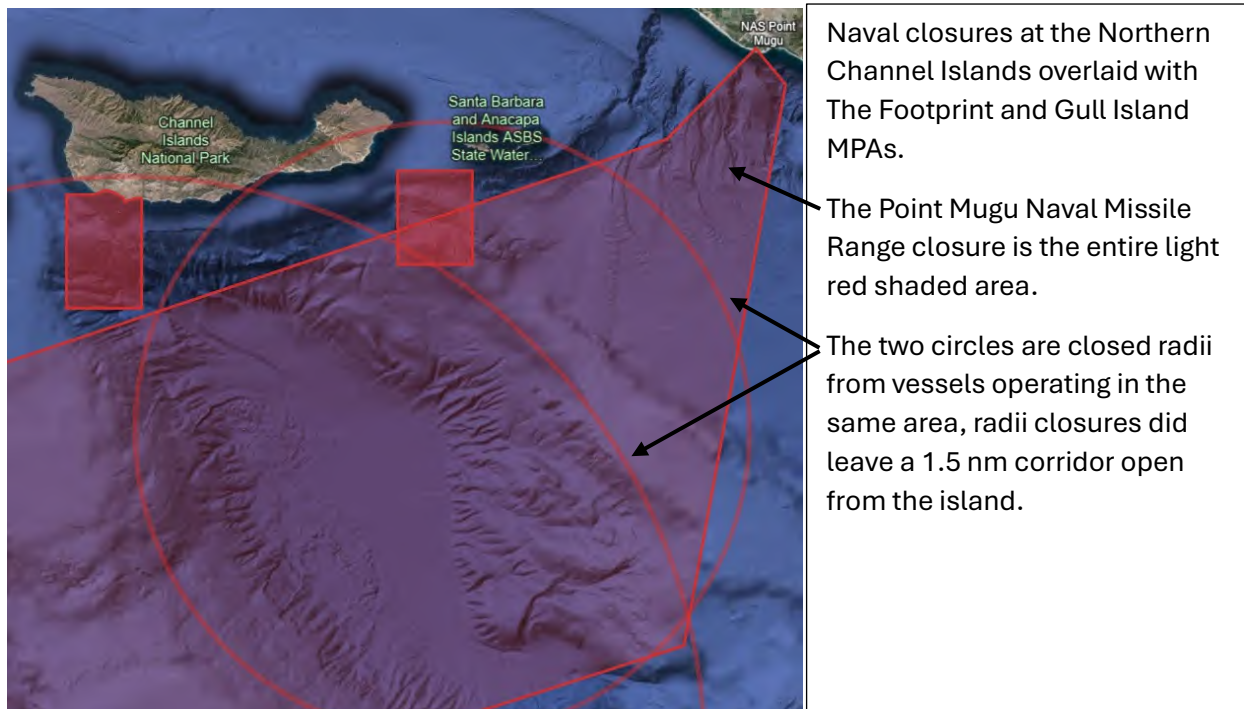 NAS Point
Mugu
Channel
Islands
National Park
Santa Barbara
and Anacapa
Islands ASBS
State Water...
Naval closures at the Northern
Channel Islands overlaid with
The Footprint and Gull Island
MPAs.
The Point Mugu Naval Missile
Range closure is the entire light
red shaded area.
The two circles are closed radii
from vessels operating in the
same area, radii closures did
leave a 1.5 nm corridor open
from the island.